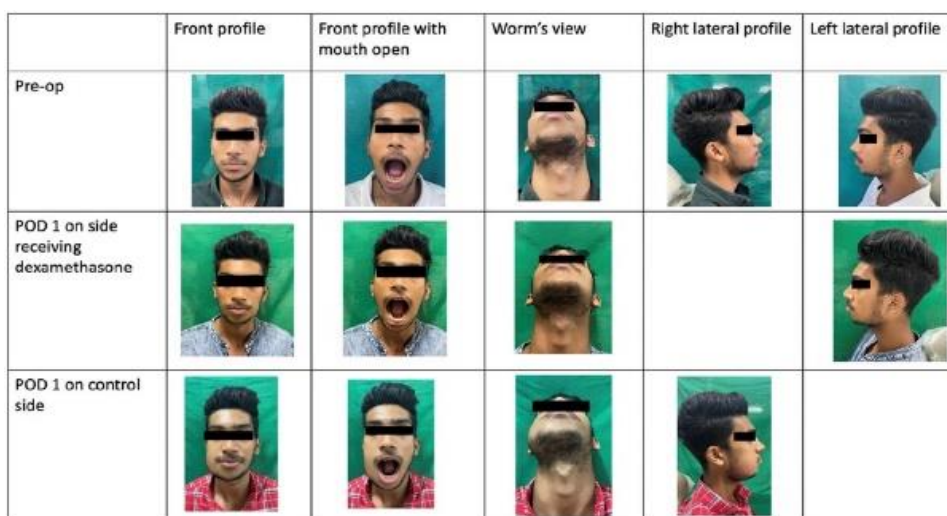 Front profile
Front profile with
mouth open
Worm's view
Right lateral profile
Left lateral profile
Pre-op
POD 1 on side
receiving
dexamethasone
POD 1 on control
side